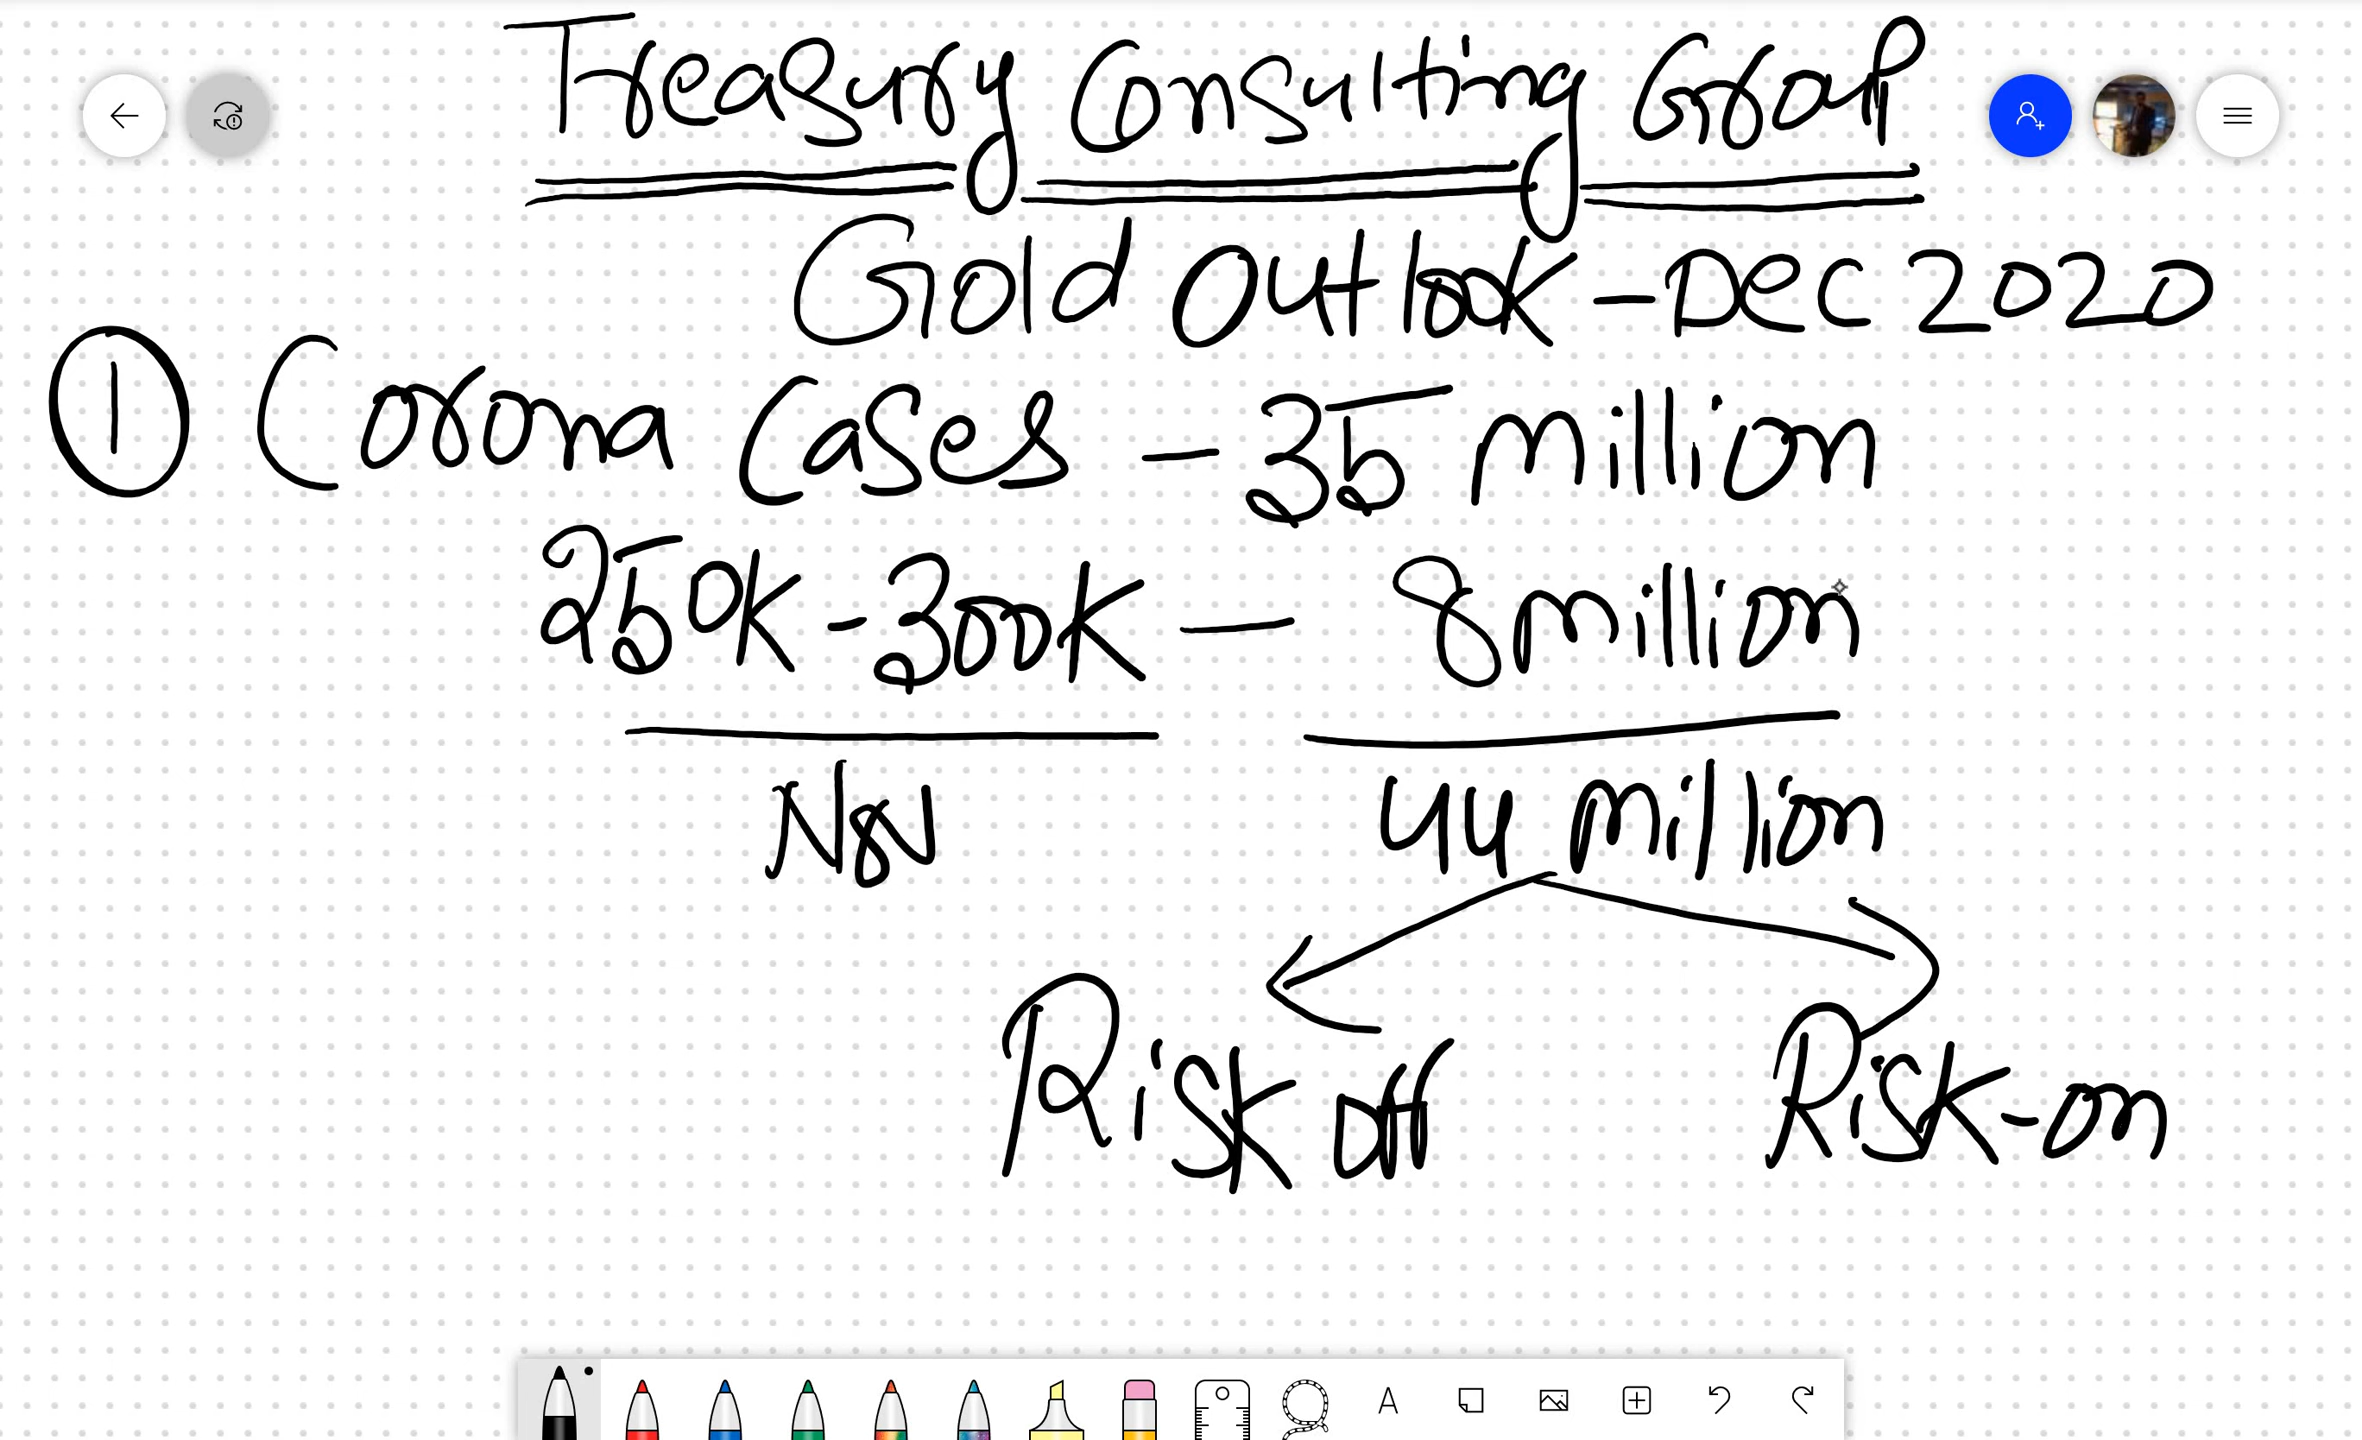 Treasury Consulting Group
Gold Outlook - Dec 2020
1 Corona Cases - 35 Million
250K - 300K - 8 million
44 Million
Risk off Risk-on
A